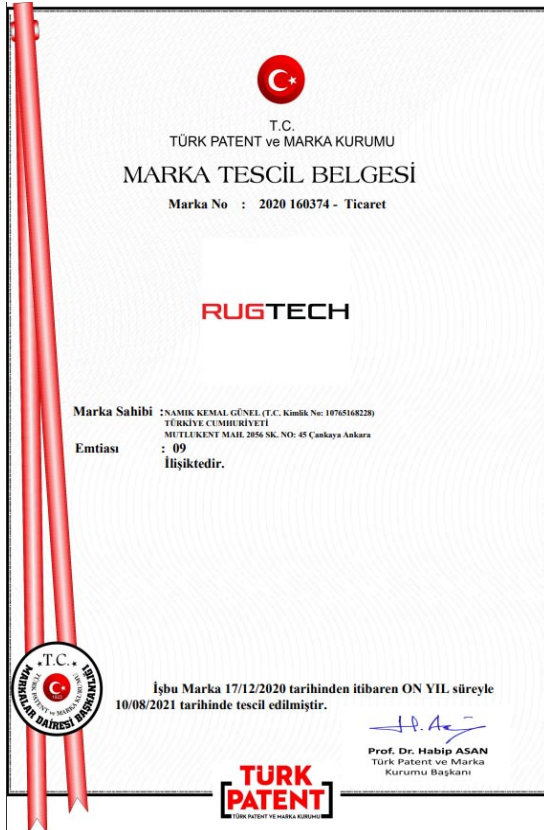 T.C.
TÜRK PATENT ve MARKA KURUMU
MARKA TESCİL BELGESİ
Marka No : 2020 160374 - Ticaret
RUGTECH
Marka Sahibi : NAMIK KEMAL GÜNEL (T.C. Kimlik No: 10765168228)
TÜRKİYE CUMHURİYETİ
MUTLUKENT MAH. 2056 SK. NO: 45 Çankaya Ankara
Emtiası : 09
İlişiktedir.
T.C.
TÜRK PATENT ve MARKA KURUMU
MARKALAR DAİRESİ BAŞKANLIĞI
İşbu Marka 17/12/2020 tarihinden itibaren ON YIL süreyle
10/08/2021 tarihinde tescil edilmiştir.
Prof. Dr. Habip ASAN
Türk Patent ve Marka
Kurumu Başkanı
TÜRK
PATENT
TÜRK PATENT VE MARKA KURUMU